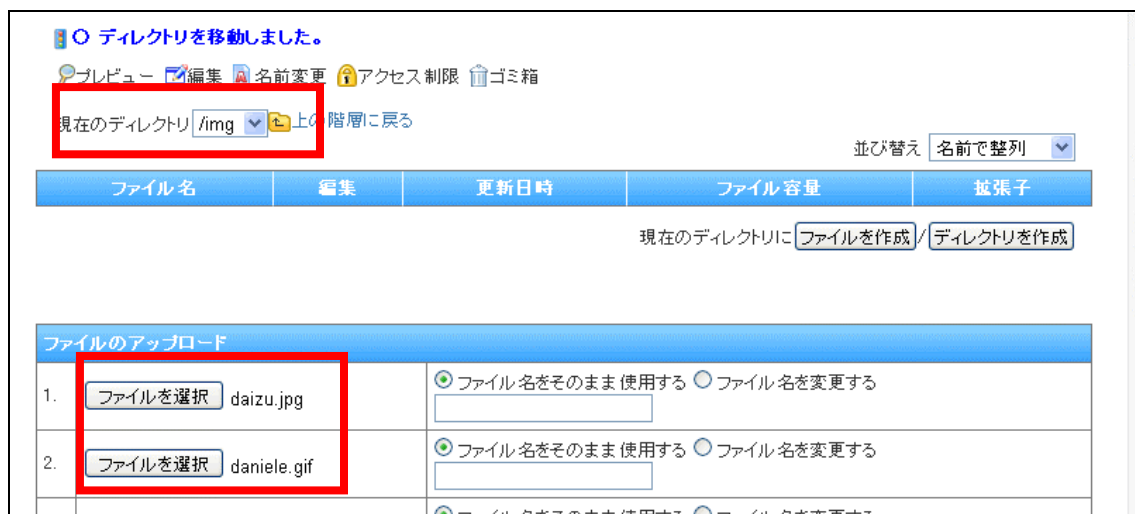 ○ ディレクトリを移動しました。
プレビュー 編集 名前変更 アクセス制限 ゴミ箱
現在のディレクトリ /img 上の階層に戻る
並び替え 名前で整列
ファイル名 編集 更新日時 ファイル容量 拡張子
現在のディレクトリに ファイルを作成 / ディレクトリを作成
ファイルのアップロード
1. ファイルを選択 daizu.jpg ファイル名をそのまま使用する ファイル名を変更する
2. ファイルを選択 daniele.gif ファイル名をそのまま使用する ファイル名を変更する